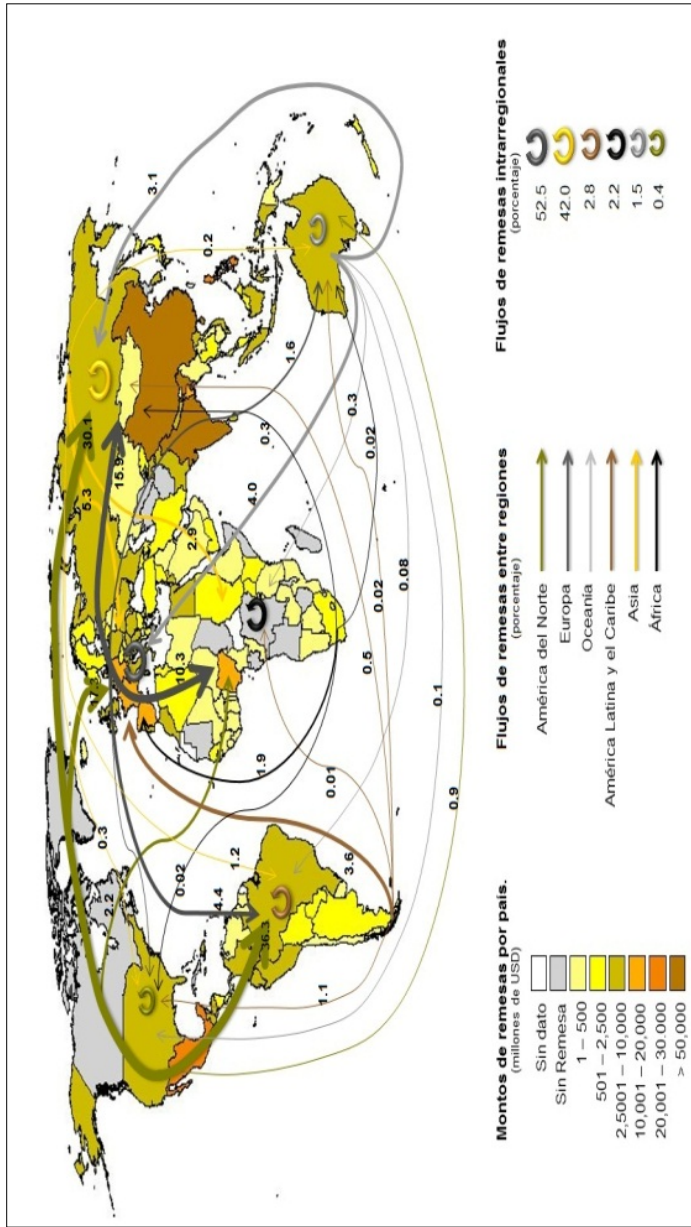 3.1
0.2
30.1
15.9
5.3
1.6
0.3
0.3
0.02
4.0
2.9
10.3
0.02
0.08
0.5
0.1
1.9
0.01
0.9
0.3
2.2
0.02
1.2
4.4
36.3
3.6
1.1
Montos de remesas por país.
(millones de USD)
Sin dato
Sin Remesa
1 – 500
501 – 2,500
2,5001 – 10,000
10,001 – 20,000
20,001 – 30.000
> 50,000
Flujos de remesas entre regiones
(porcentaje)
América del Norte
Europa
Oceanía
América Latina y el Caribe
Asia
África
Flujos de remesas intrarregionales
(porcentaje)
52.5
42.0
2.8
2.2
1.5
0.4